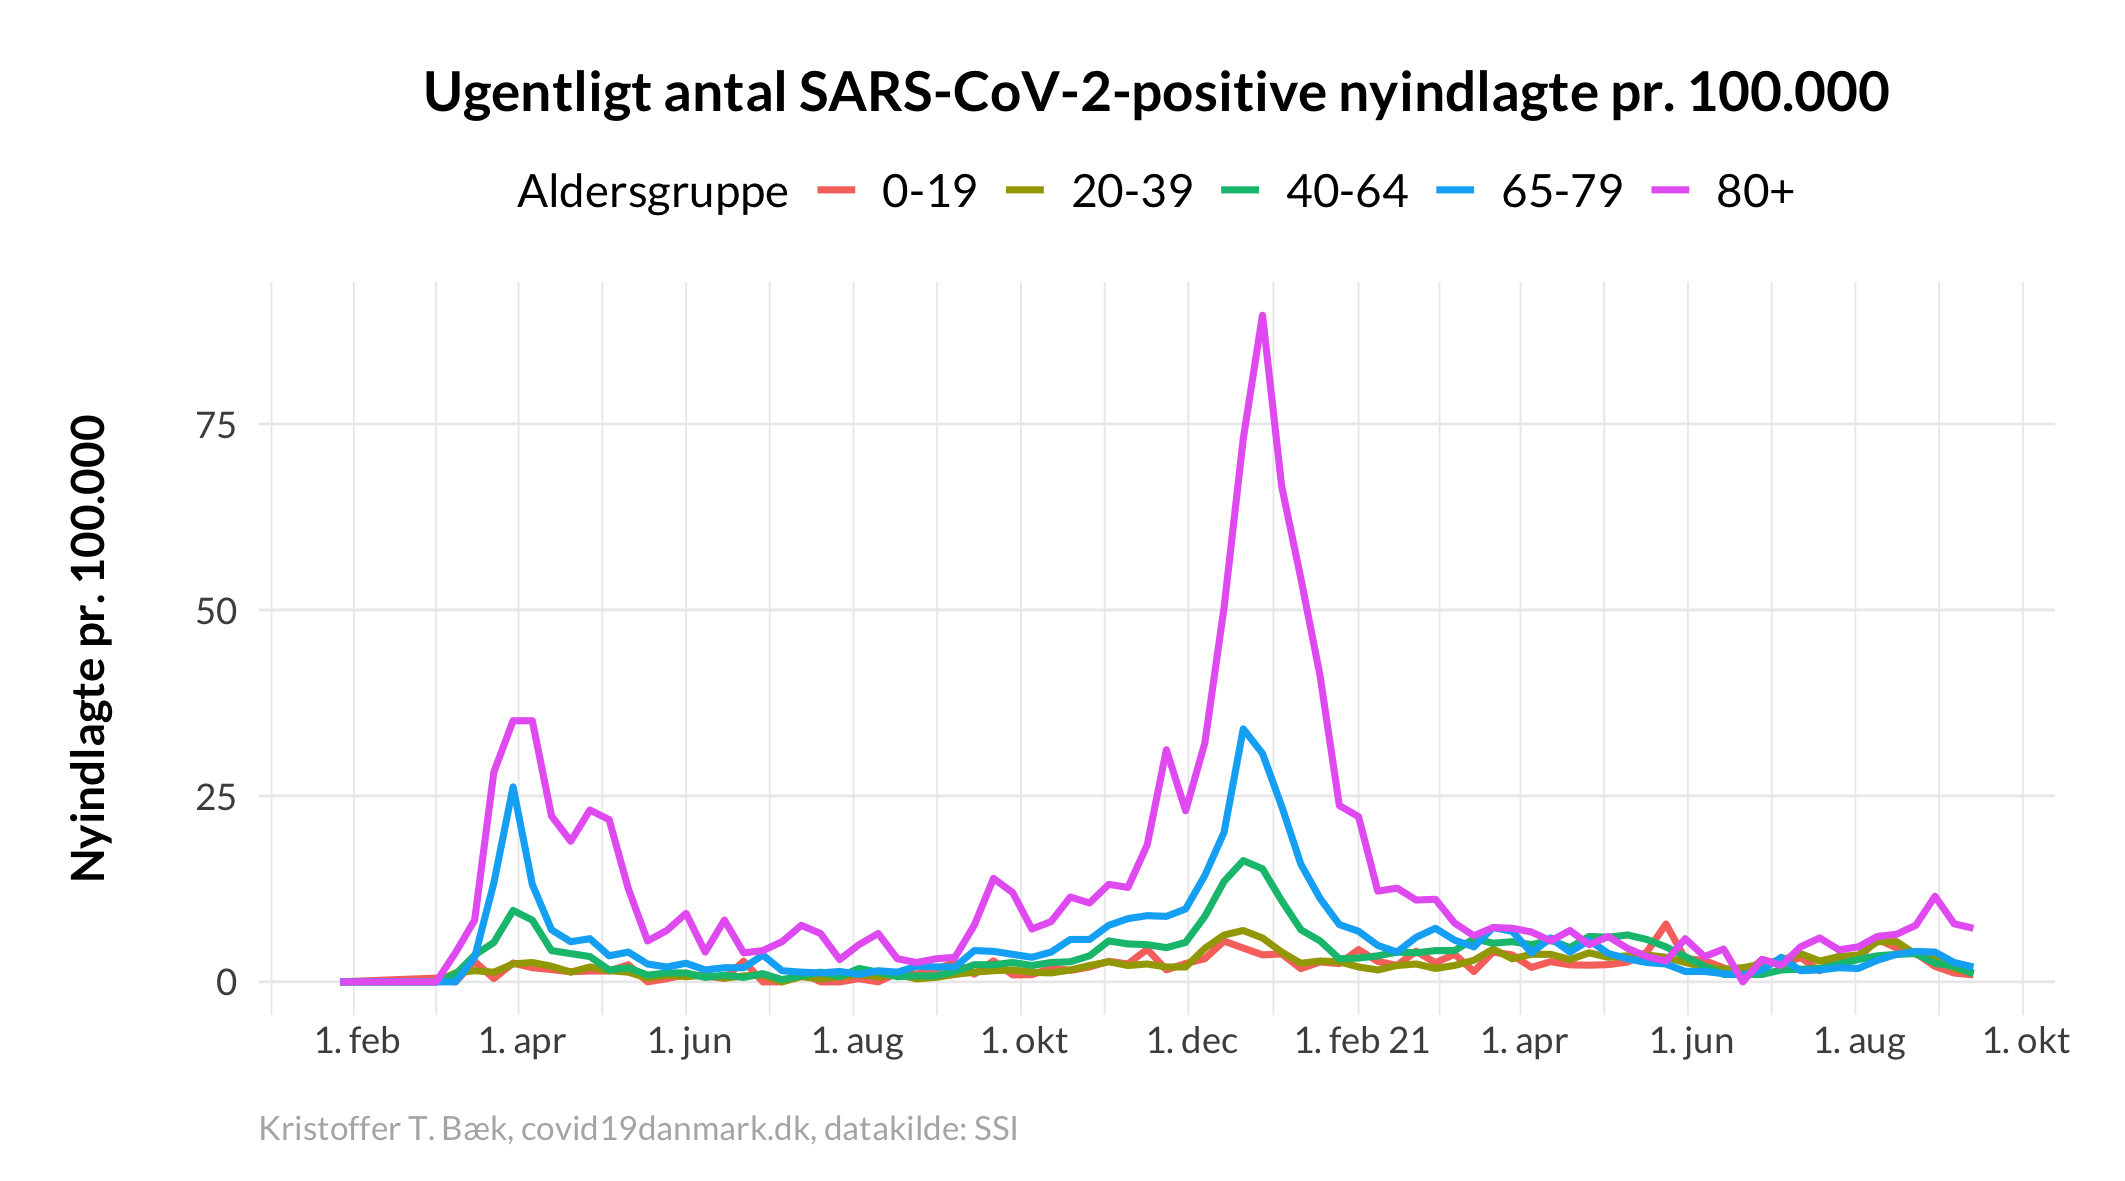 Ugentligt antal SARS-CoV-2-positive nyindlagte pr. 100.000
Aldersgruppe 0-19 20-39 40-64 65-79 80+
Nyindlagte pr. 100.000
75
50
25
0
1. feb 1. apr 1. jun 1. aug 1. okt 1. dec 1. feb 21 1. apr 1. jun 1. aug 1. okt
Kristoffer T. Bæk, covid19danmark.dk, datakilde: SSI